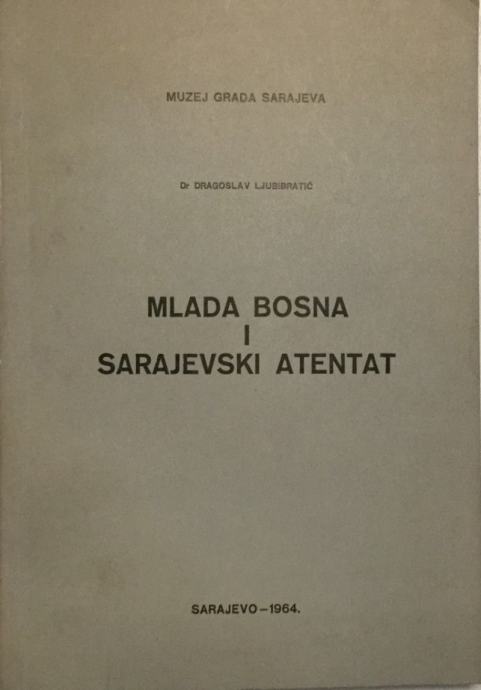 MUZEJ GRADA SARAJEVA
Dr DRAGOSLAV LJUBIBRATIĆ
MLADA BOSNA
I
SARAJEVSKI ATENTAT
SARAJEVO – 1964.